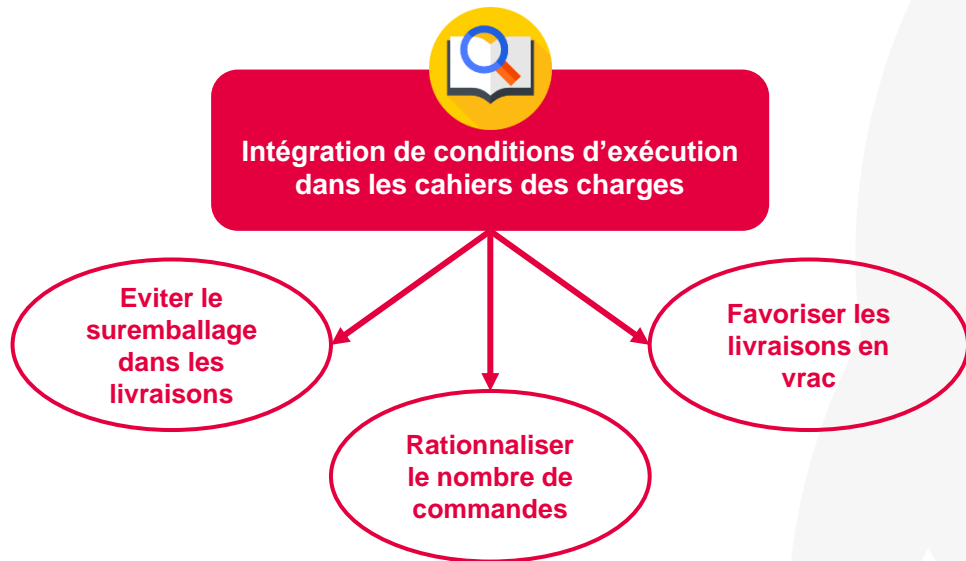 Intégration de conditions d’exécution
dans les cahiers des charges
Eviter le
suremballage
dans les
livraisons
Rationnaliser
le nombre de
commandes
Favoriser les
livraisons en
vrac